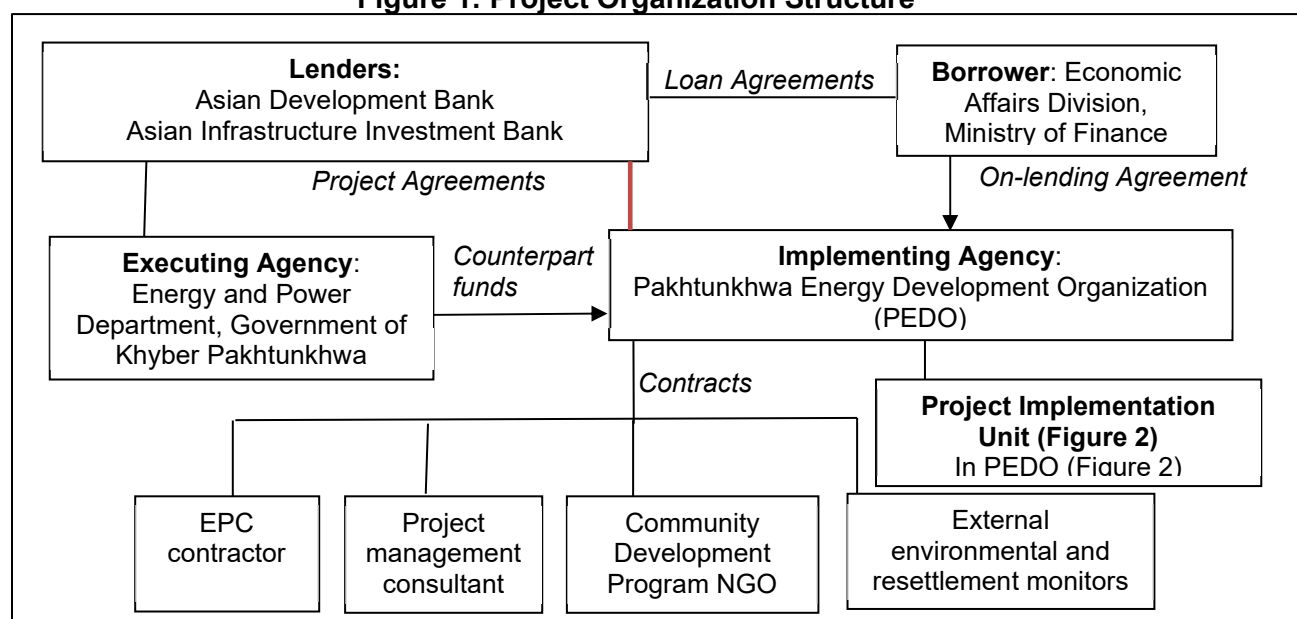 Figure 1: Project Organization Structure
Lenders:
Asian Development Bank
Asian Infrastructure Investment Bank
Loan Agreements
Borrower: Economic
Affairs Division,
Ministry of Finance
Project Agreements
On-lending Agreement
Executing Agency:
Energy and Power
Department, Government of
Khyber Pakhtunkhwa
Counterpart
funds
Implementing Agency:
Pakhtunkhwa Energy Development Organization
(PEDO)
Contracts
Project Implementation
Unit (Figure 2)
In PEDO (Figure 2)
EPC
contractor
Project
management
consultant
Community
Development
Program NGO
External
environmental and
resettlement monitors